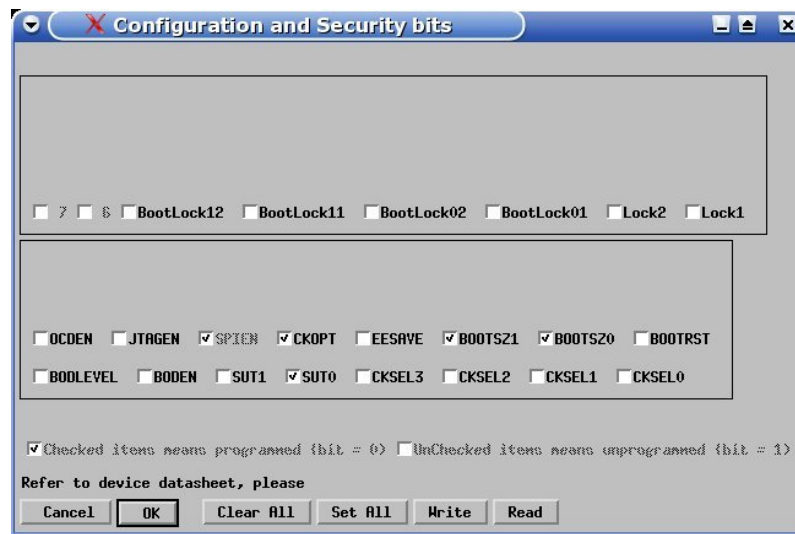 Configuration and Security bits
7 6 BootLock12 BootLock11 BootLock02 BootLock01 Lock2 Lock1
OCDEN JTAGEN SPIEN CKOPT EESAVE BOOTSZ1 BOOTSZ0 BOOTRST
BODLEVEL BODEN SUT1 SUT0 CKSEL3 CKSEL2 CKSEL1 CKSEL0
Checked items means programmed (bit = 0) UnChecked items means unprogrammed (bit = 1)
Refer to device datasheet, please
Cancel OK Clear All Set All Write Read